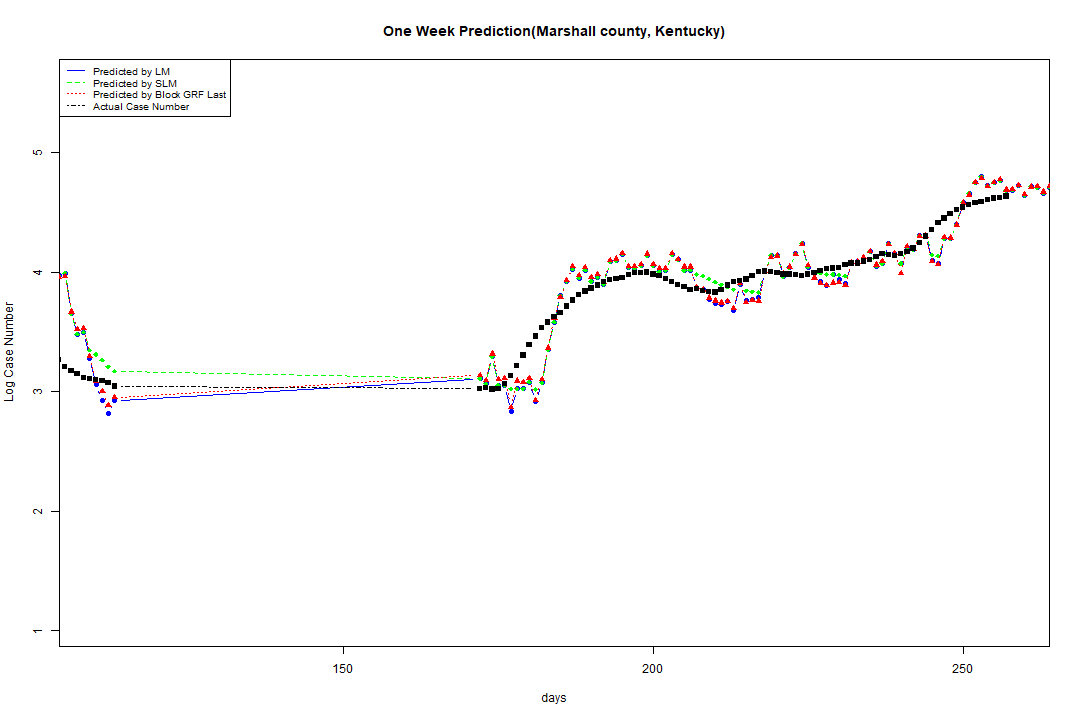 One Week Prediction(Marshall county, Kentucky)
Predicted by LM
Predicted by SLM
Predicted by Block GRF Last
Actual Case Number
5
4
3
2
1
Log Case Number
150
200
250
days